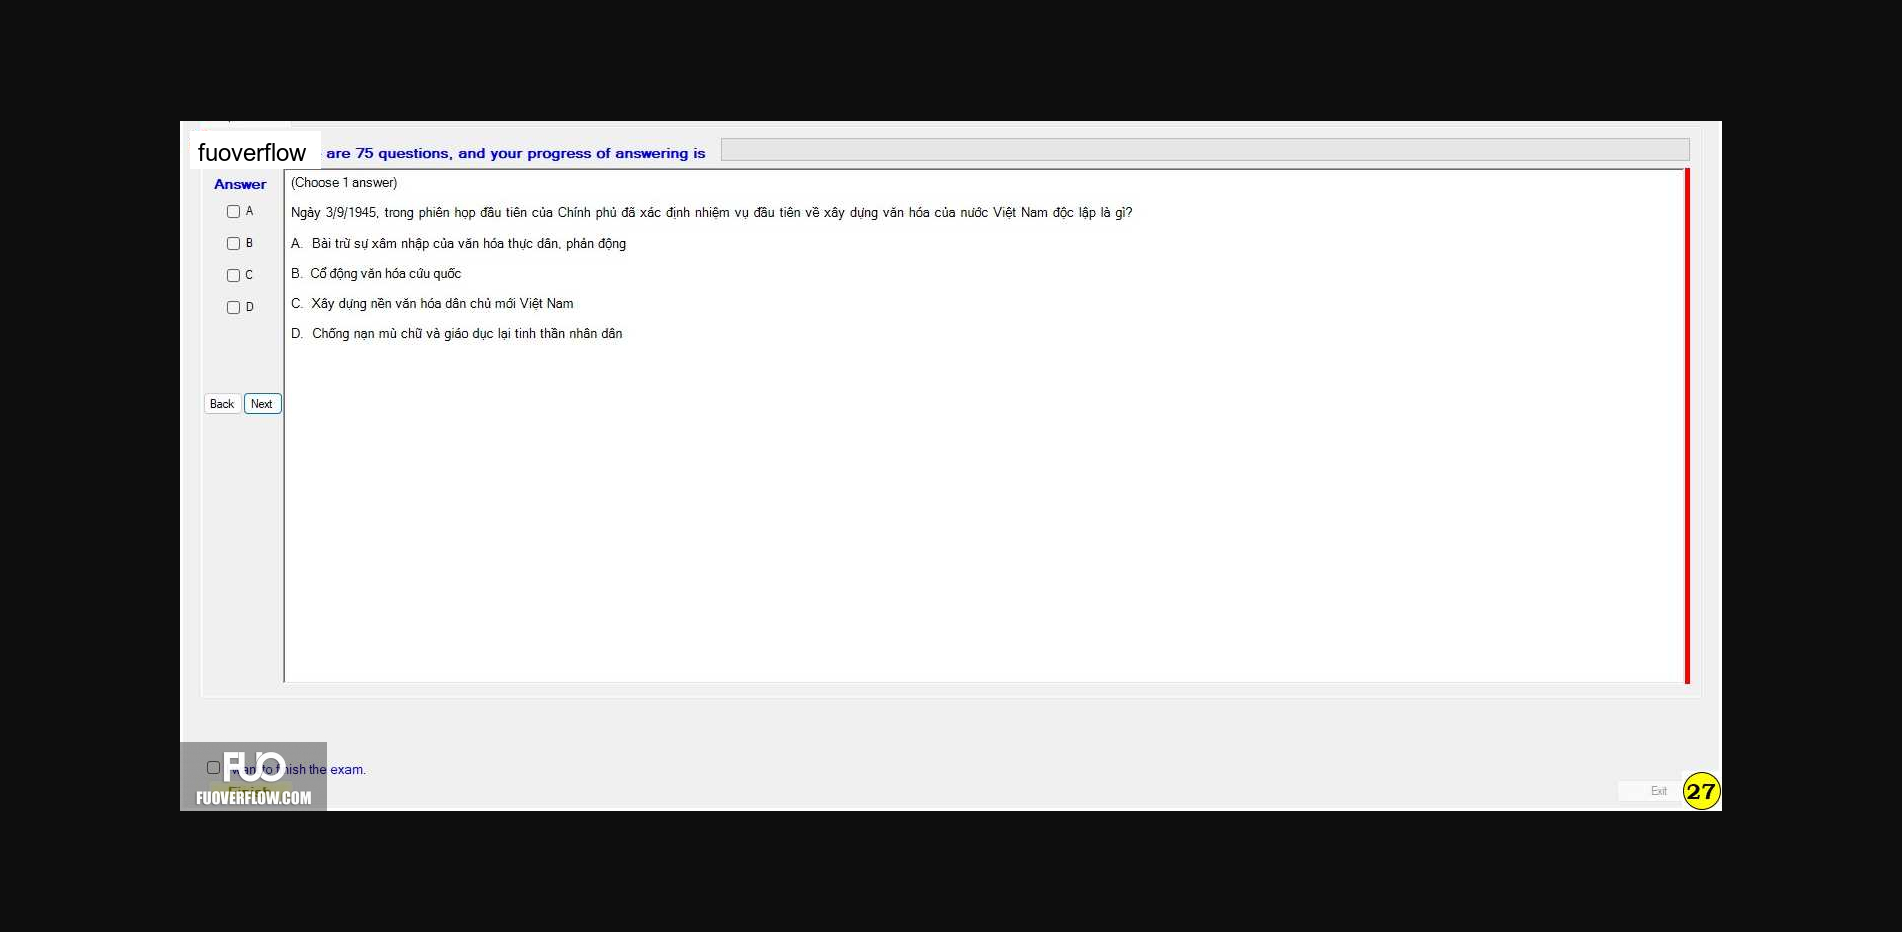 fuoverflow are 75 questions, and your progress of answering is
Answer
(Choose 1 answer)
A
Ngày 3/9/1945, trong phiên họp đầu tiên của Chính phủ đã xác định nhiệm vụ đầu tiên về xây dựng văn hóa của nước Việt Nam độc lập là gì?
B
A. Bài trừ sự xâm nhập của văn hóa thực dân, phản động
C
B. Cổ động văn hóa cứu quốc
D
C. Xây dựng nền văn hóa dân chủ mới Việt Nam
D. Chống nạn mù chữ và giáo dục lại tinh thần nhân dân
Back Next
FUO
I want to finish the exam.
Finish
FUOVERFLOW.COM
Exit
27